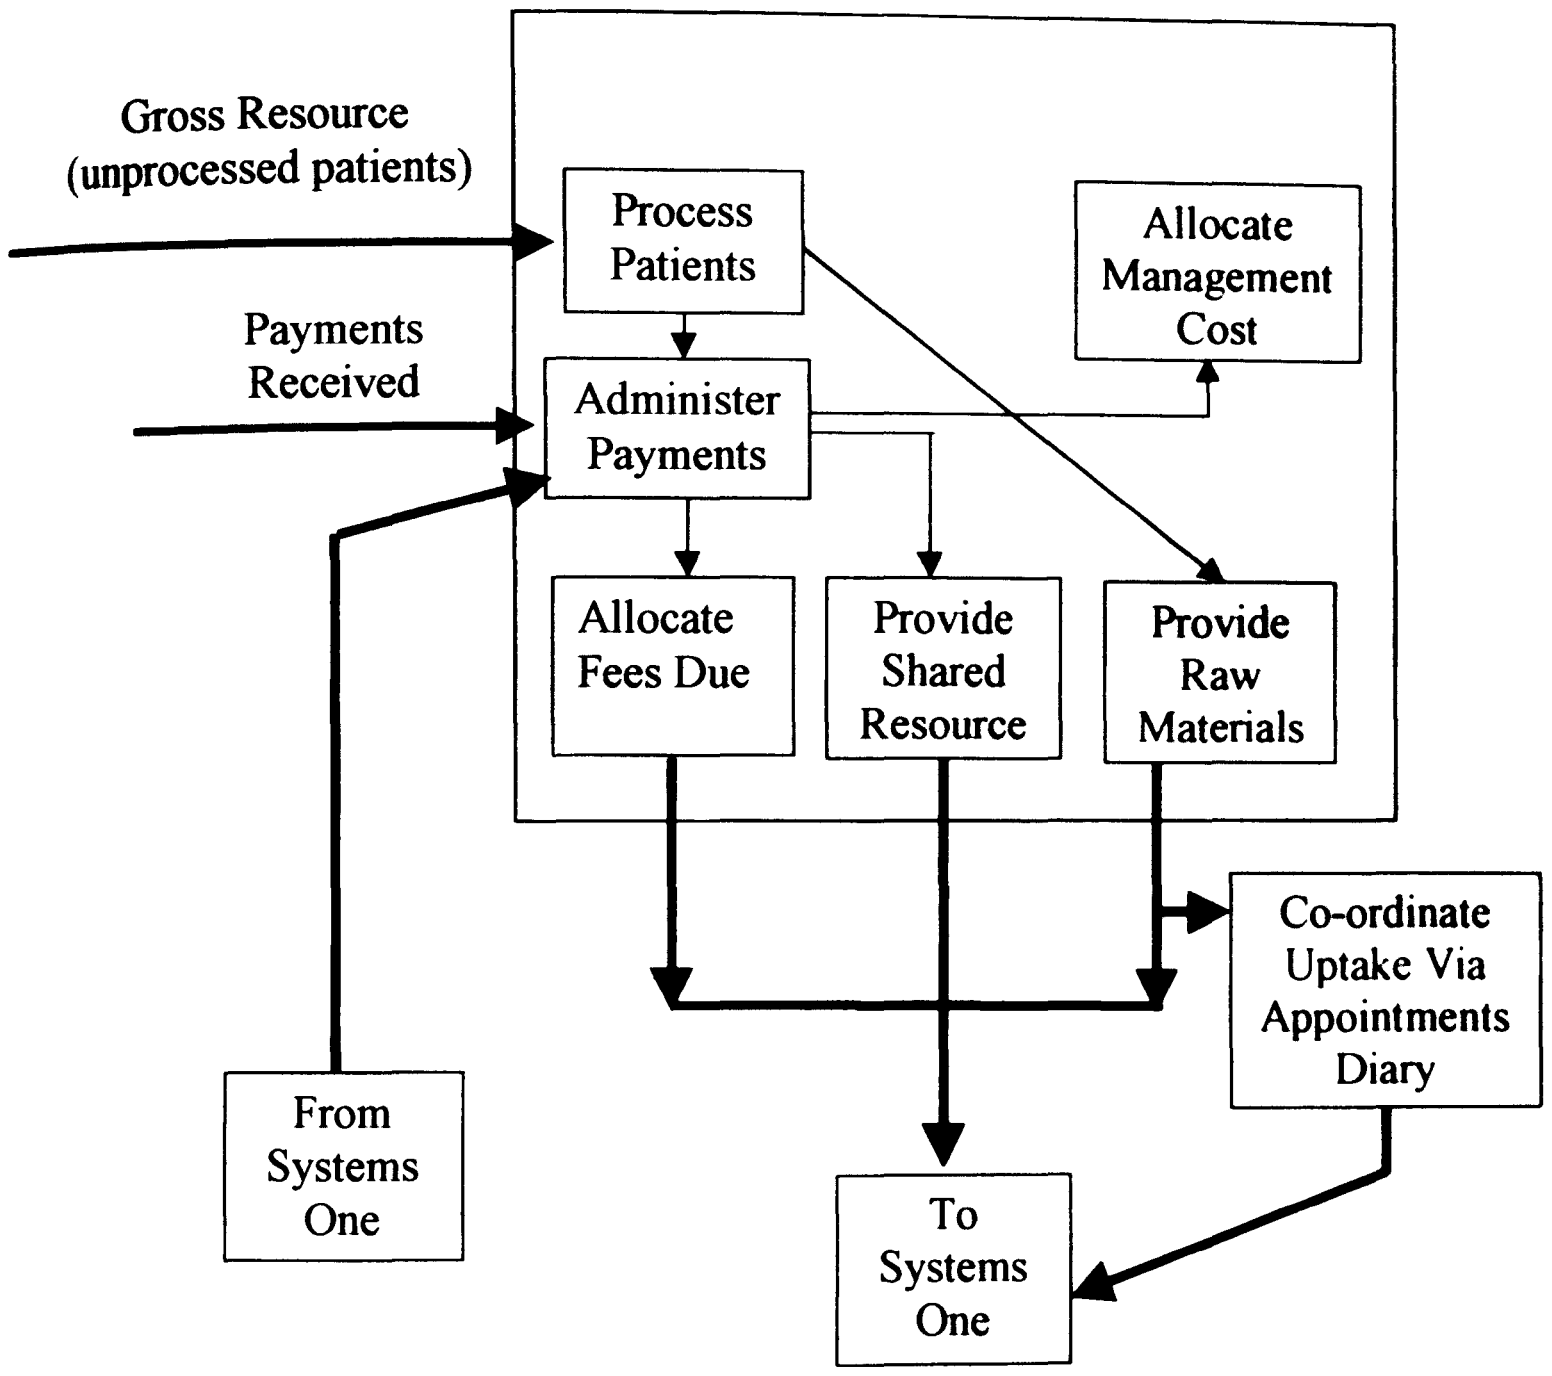 Gross Resource
(unprocessed patients)
Process
Patients
Allocate
Management
Cost
Payments
Received
Administer
Payments
Allocate
Fees Due
Provide
Shared
Resource
Provide
Raw
Materials
Co-ordinate
Uptake Via
Appointments
Diary
From
Systems
One
To
Systems
One